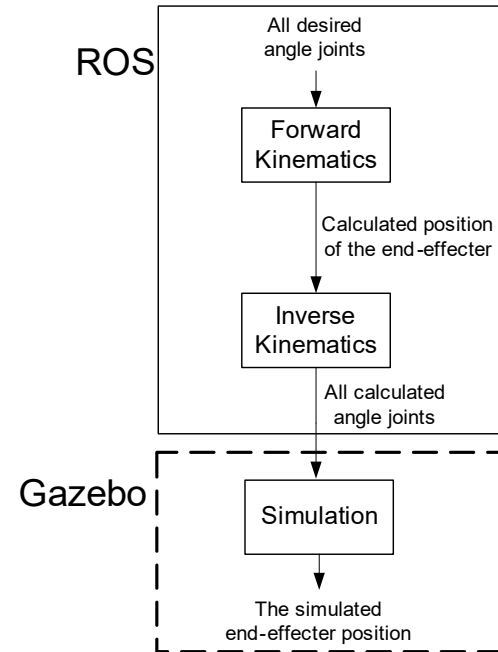 All desired
angle joints
ROS
Forward
Kinematics
Calculated position
of the end-effecter
Inverse
Kinematics
All calculated
angle joints
Gazebo
Simulation
The simulated
end-effecter position